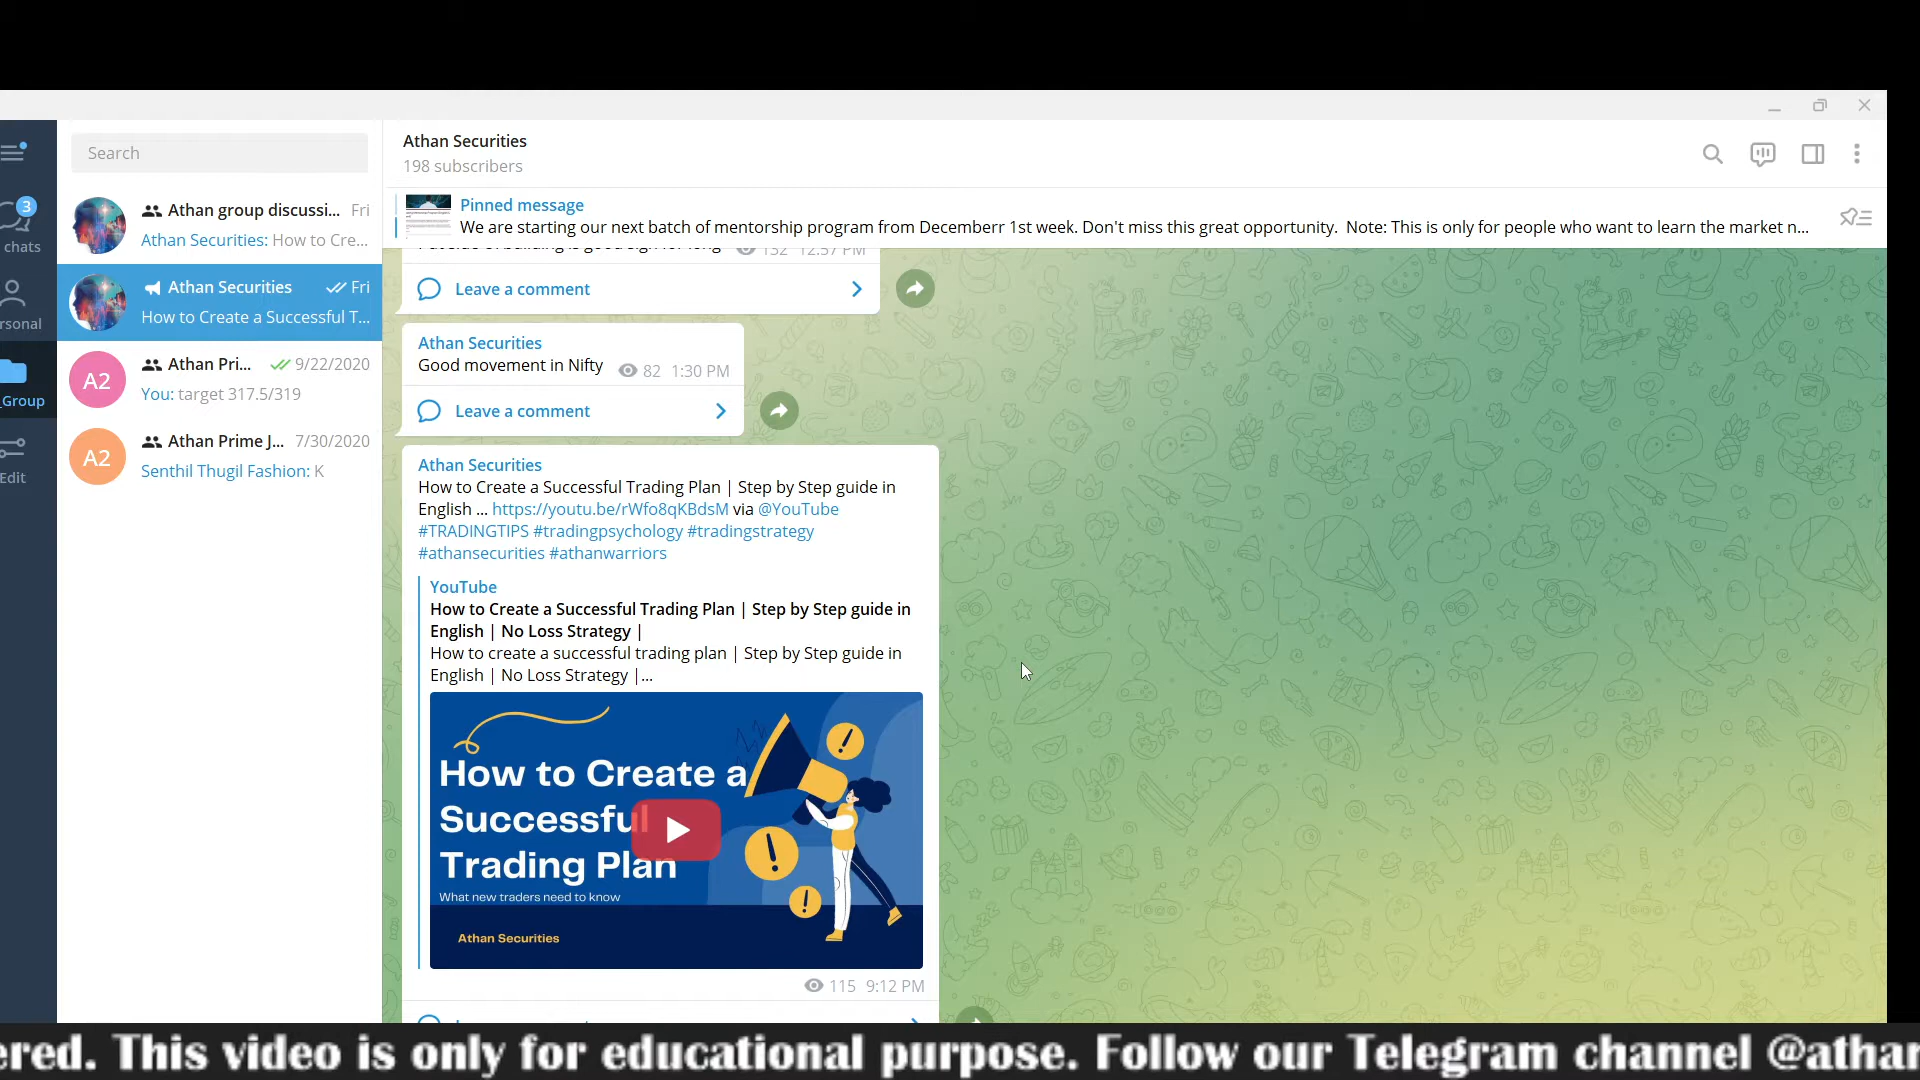 Search
Athan Securities
198 subscribers
Athan group discussi... Fri
Athan Securities: How to Cre...
Athan Securities Fri
How to Create a Successful T...
A2
Athan Pri... 9/22/2020
You: target 317.5/319
A2
Athan Prime J... 7/30/2020
Senthil Thugil Fashion: K
3
chats
rsonal
_Group
Edit
Pinned message
We are starting our next batch of mentorship program from Decemberr 1st week. Don't miss this great opportunity. Note: This is only for people who want to learn the market n...
132 12:57 PM
Leave a comment
Athan Securities
Good movement in Nifty 82 1:30 PM
Leave a comment
Athan Securities
How to Create a Successful Trading Plan | Step by Step guide in
English ... https://youtu.be/rWfo8qKBdsM via @YouTube
#TRADINGTIPS #tradingpsychology #tradingstrategy
#athansecurities #athanwarriors
YouTube
How to Create a Successful Trading Plan | Step by Step guide in
English | No Loss Strategy |
How to create a successful trading plan | Step by Step guide in
English | No Loss Strategy |...
How to Create a
Successful
Trading Plan
What new traders need to know
Athan Securities
115 9:12 PM
ered. This video is only for educational purpose. Follow our Telegram channel @athan